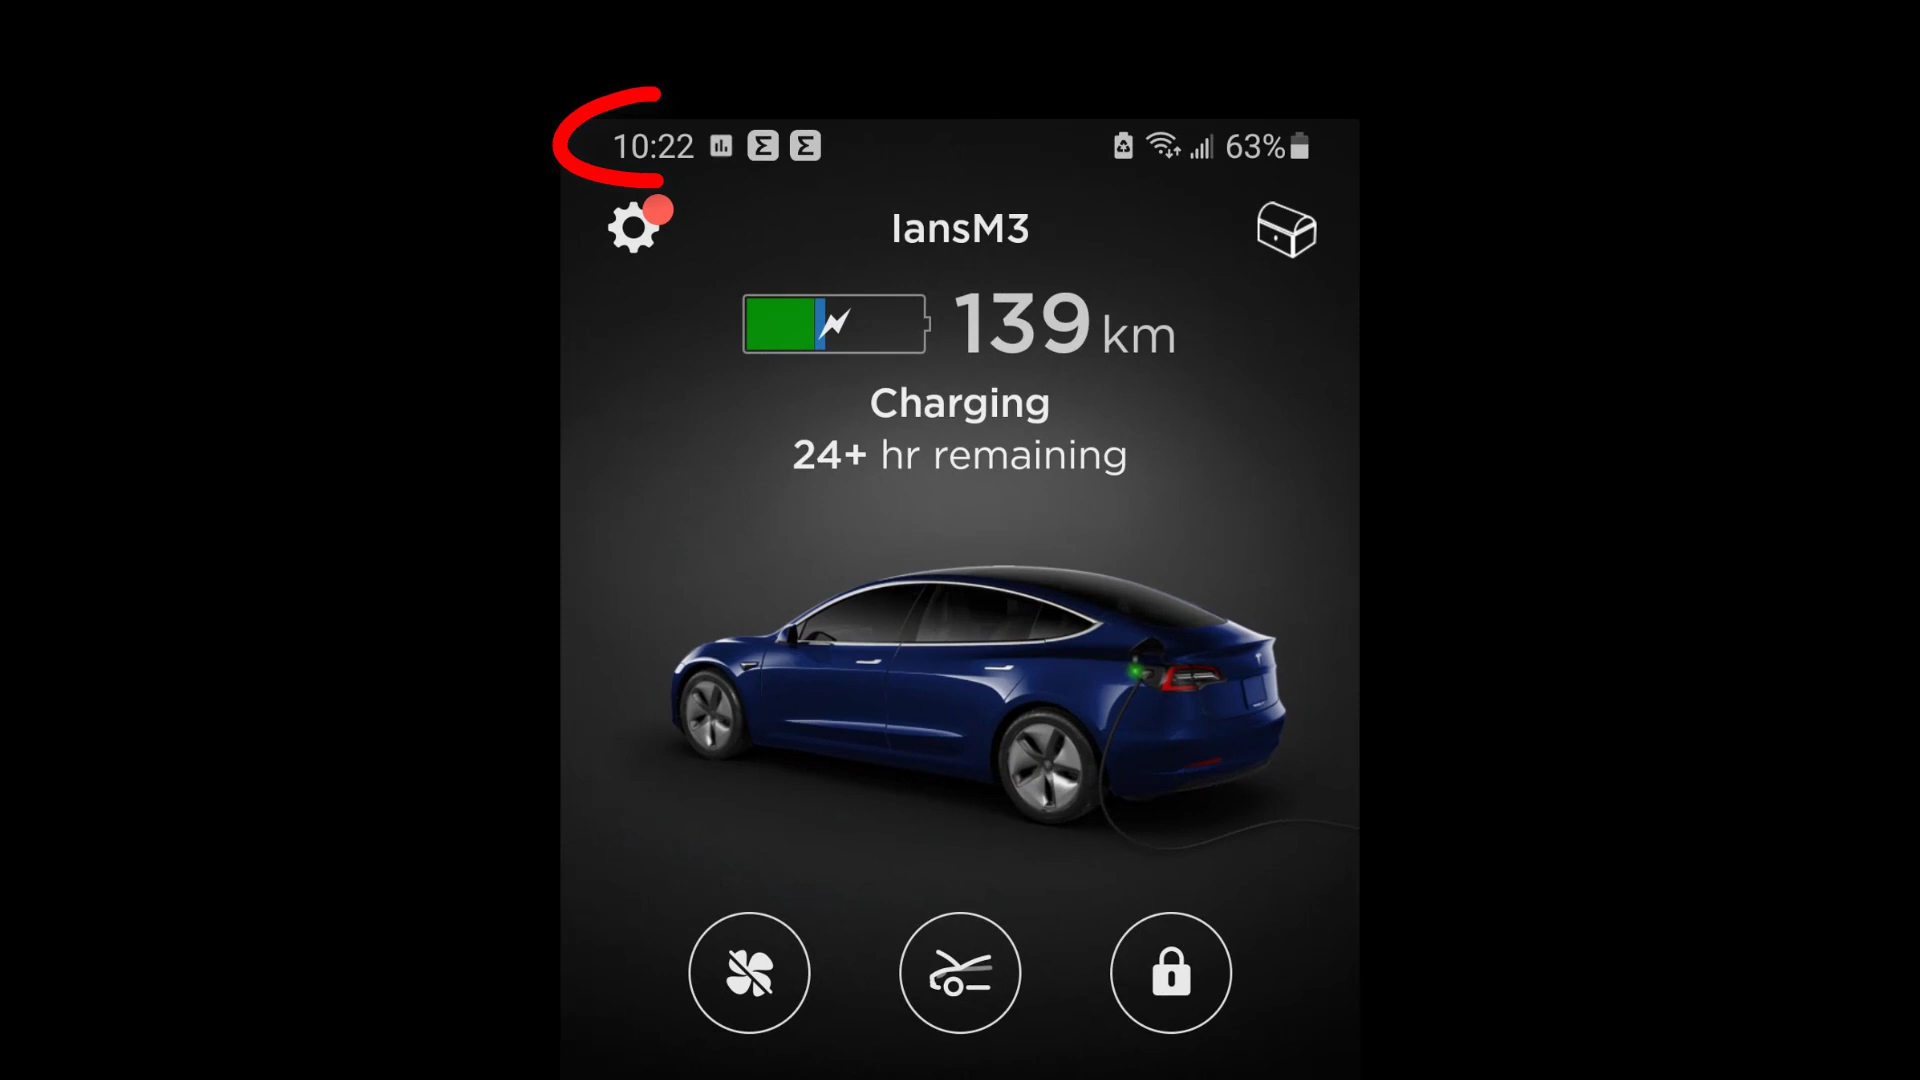 10:22 Σ Σ 63%
IansM3
139 km
Charging
24+ hr remaining